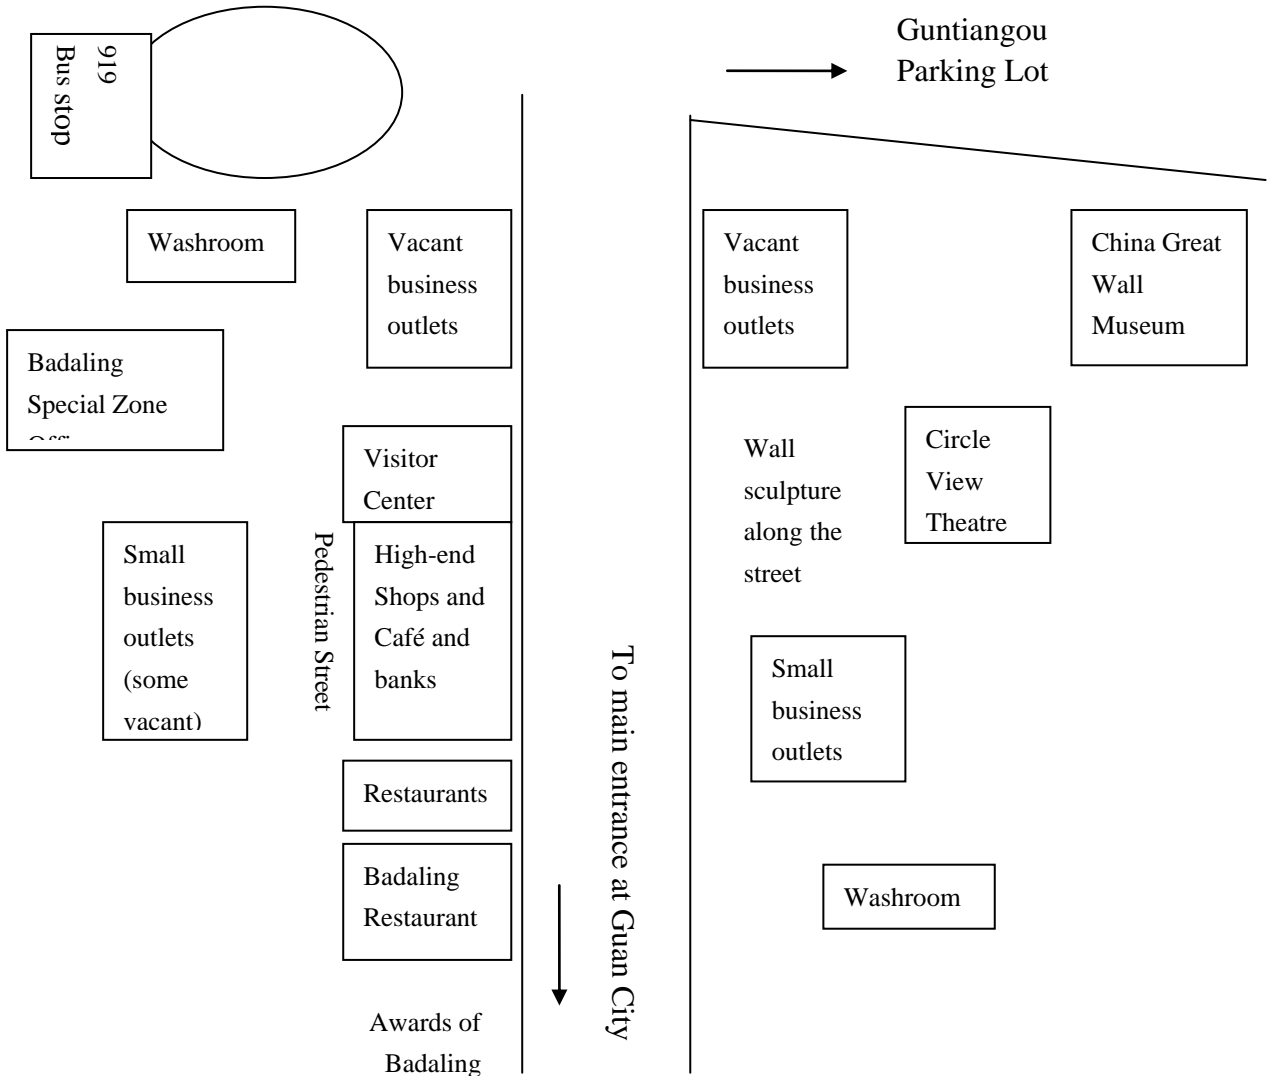 919
Bus stop
Guntiangou
Parking Lot
Washroom
Vacant
business
outlets
Vacant
business
outlets
China Great
Wall
Museum
Badaling
Special Zone
Visitor
Center
Wall
sculpture
along the
street
Circle
View
Theatre
Small
business
outlets
(some
vacant)
Pedestrian Street
High-end
Shops and
Café and
banks
To main entrance at Guan City
Small
business
outlets
Restaurants
Badaling
Restaurant
Washroom
Awards of
Badaling